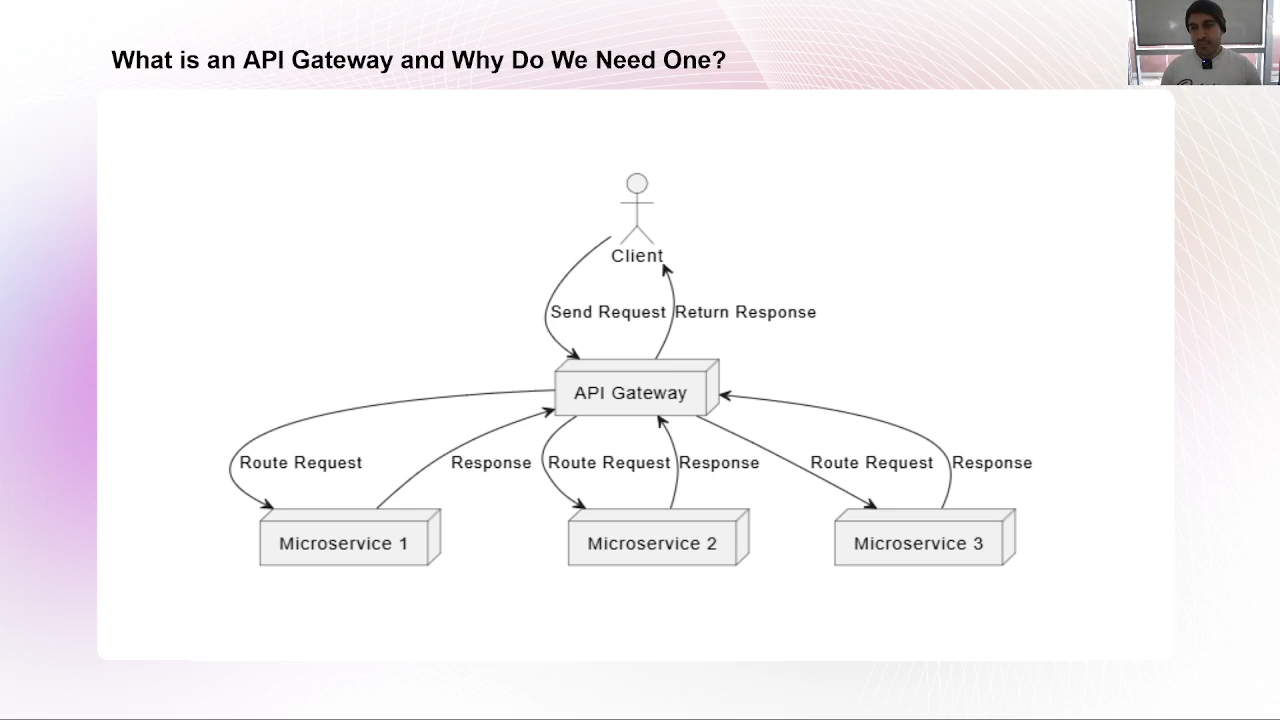 What is an API Gateway and Why Do We Need One?
Client
Send Request
Return Response
API Gateway
Route Request
Response
Route Request
Response
Route Request
Response
Microservice 1
Microservice 2
Microservice 3